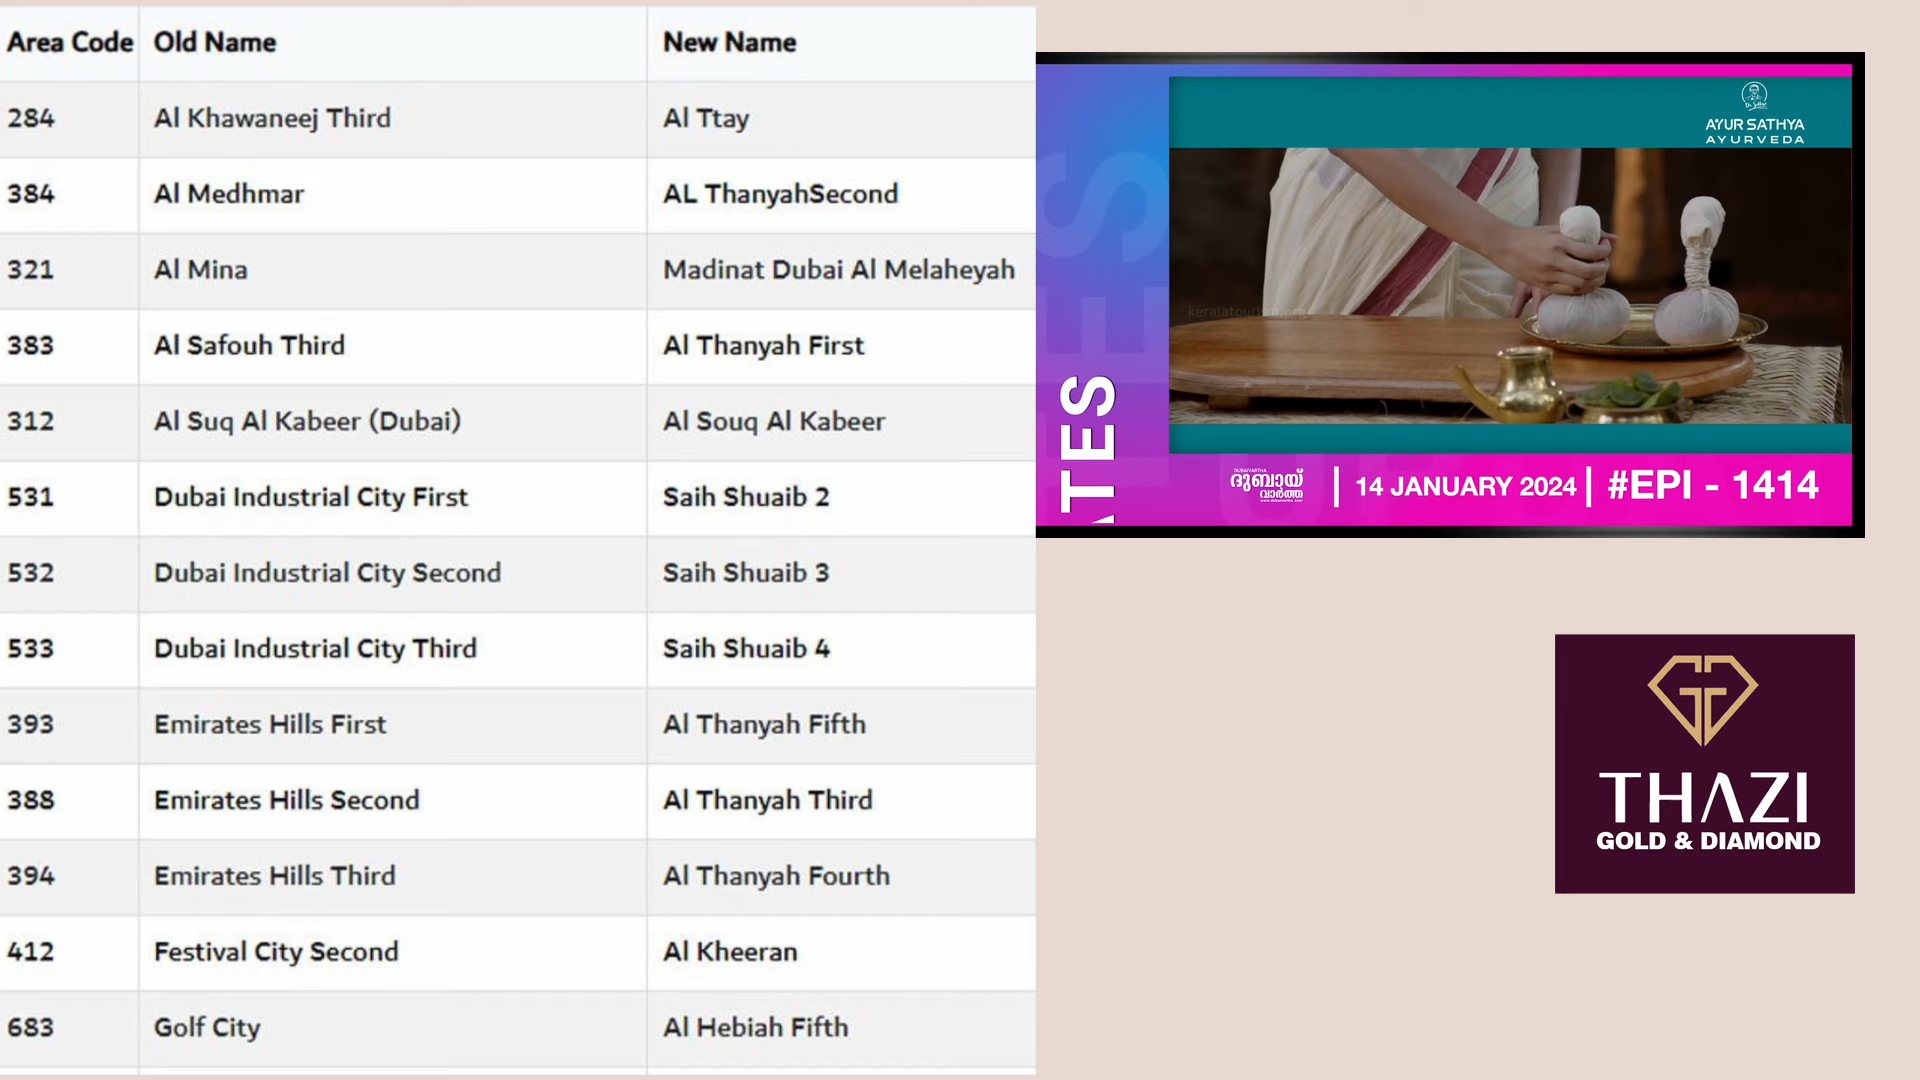 Area Code Old Name New Name
284 Al Khawaneej Third Al Ttay
384 Al Medhmar AL ThanyahSecond
321 Al Mina Madinat Dubai Al Melaheyah
383 Al Safouh Third Al Thanyah First
312 Al Suq Al Kabeer (Dubai) Al Souq Al Kabeer
531 Dubai Industrial City First Saih Shuaib 2
532 Dubai Industrial City Second Saih Shuaib 3
533 Dubai Industrial City Third Saih Shuaib 4
393 Emirates Hills First Al Thanyah Fifth
388 Emirates Hills Second Al Thanyah Third
394 Emirates Hills Third Al Thanyah Fourth
412 Festival City Second Al Kheeran
683 Golf City Al Hebiah Fifth
AYUR SATHYA
AYURVEDA
TES
DUBAIVARTHA
ദുബായ്
വാർത്ത
14 JANUARY 2024
#EPI - 1414
THAZI
GOLD & DIAMOND